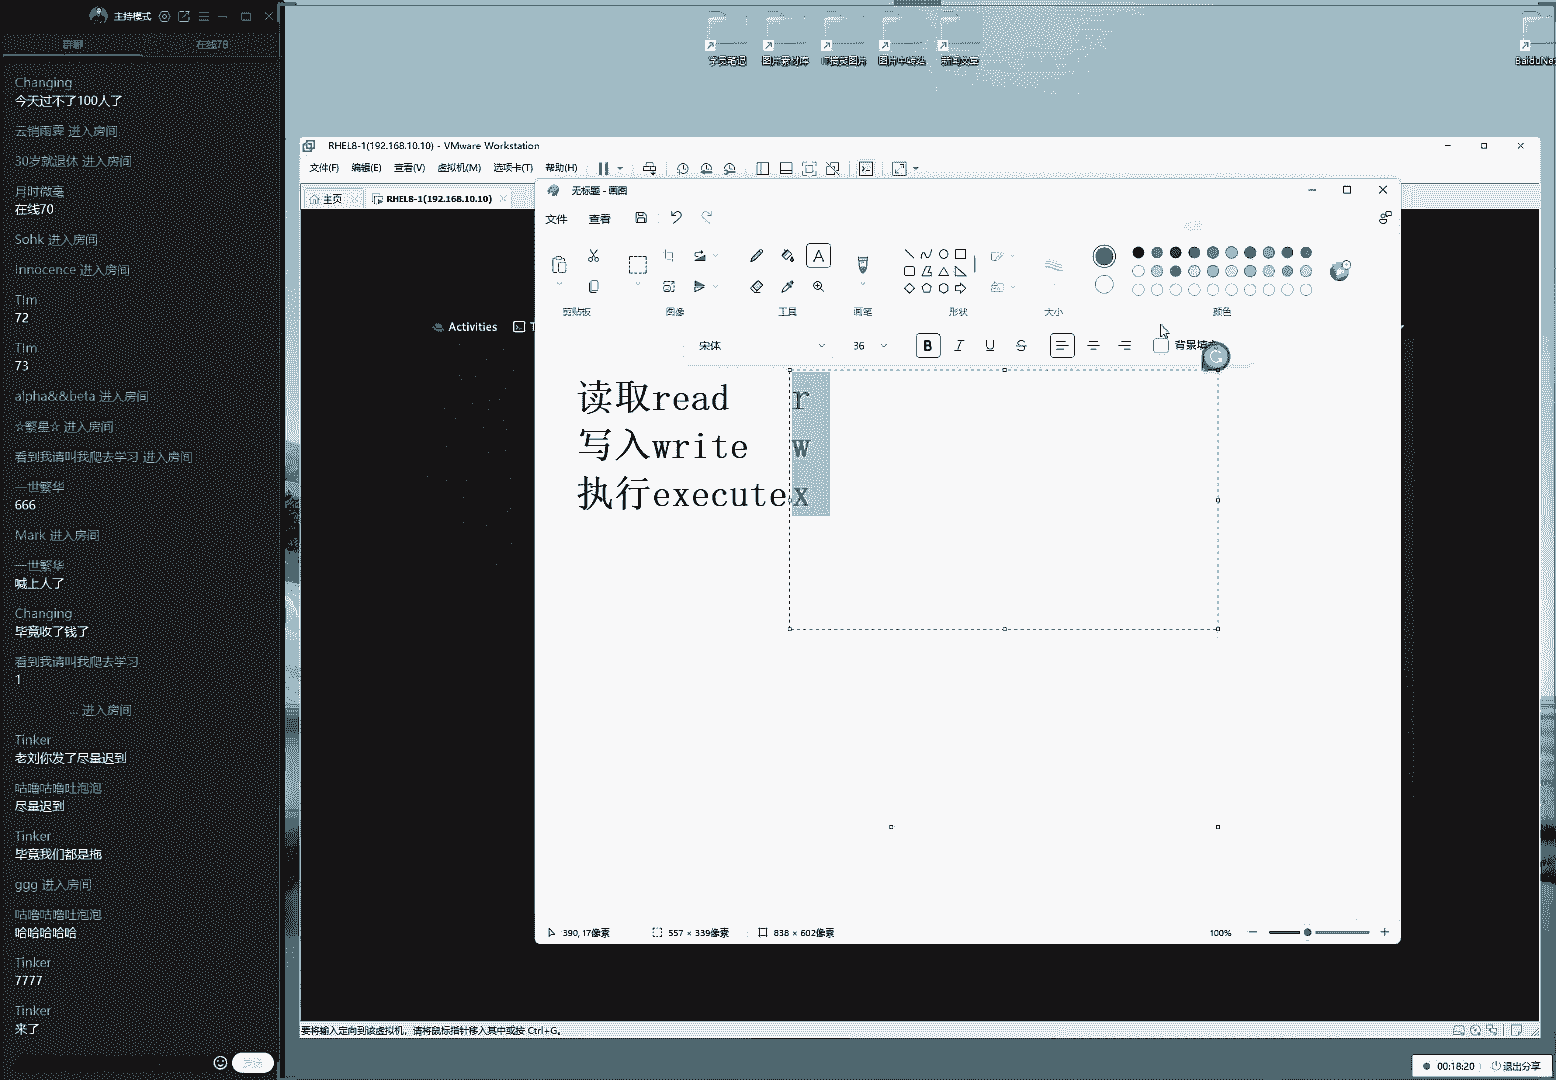 主持模式
群聊
在线70
Changing
今天过不了100人了
云销雨霁 进入房间
30岁就退休 进入房间
月时微毫
在线70
Sohk 进入房间
Innocence 进入房间
TIm
72
TIm
73
alpha&&beta 进入房间
☆繁星☆ 进入房间
看到我请叫我爬去学习 进入房间
一世繁华
666
Mark 进入房间
一世繁华
喊上人了
Changing
毕竟收了钱了
看到我请叫我爬去学习
1
... 进入房间
Tinker
老刘你发了尽量迟到
咕噜咕噜吐泡泡
尽量迟到
Tinker
毕竟我们都是拖
ggg 进入房间
咕噜咕噜吐泡泡
哈哈哈哈哈
Tinker
7777
Tinker
来了
发送
图片素材库
图片中转站
BaiduNe
RHEL8-1(192.168.10.10) - VMware Workstation
文件(F) 编辑(E) 查看(V) 虚拟机(M) 选项卡(T) 帮助(H)
主页 RHEL8-1(192.168.10.10)
Activities
无标题 - 画图
文件 查看
剪贴板 图像 工具 画笔 形状 大小 颜色
宋体 36 B I U S 背景填充
读取read r
写入write w
执行execute x
390, 17像素 557 × 339像素 838 × 602像素 100%
要将输入定向到该虚拟机，请将鼠标指针移入其中或按 Ctrl+G。
00:18:20 退出分享